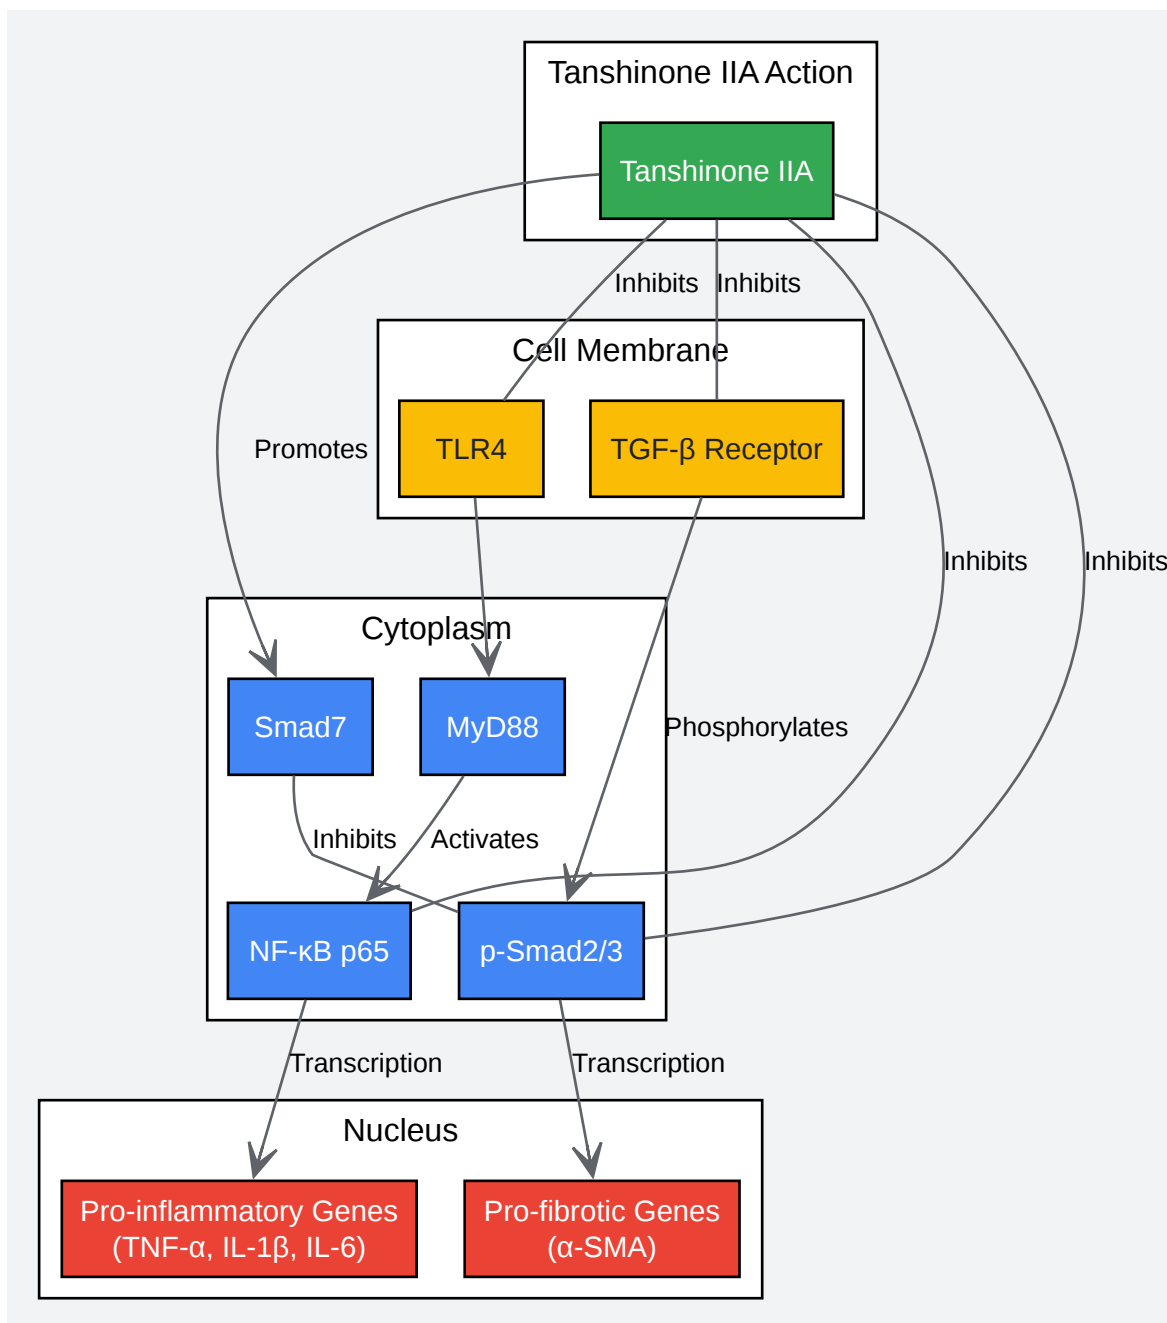 Tanshinone IIA Action
Tanshinone IIA
Inhibits
Inhibits
Cell Membrane
TLR4
TGF-β Receptor
Promotes
Inhibits
Inhibits
Cytoplasm
Smad7
MyD88
Phosphorylates
Inhibits
Activates
NF-κB p65
p-Smad2/3
Transcription
Transcription
Nucleus
Pro-inflammatory Genes
(TNF-α, IL-1β, IL-6)
Pro-fibrotic Genes
(α-SMA)